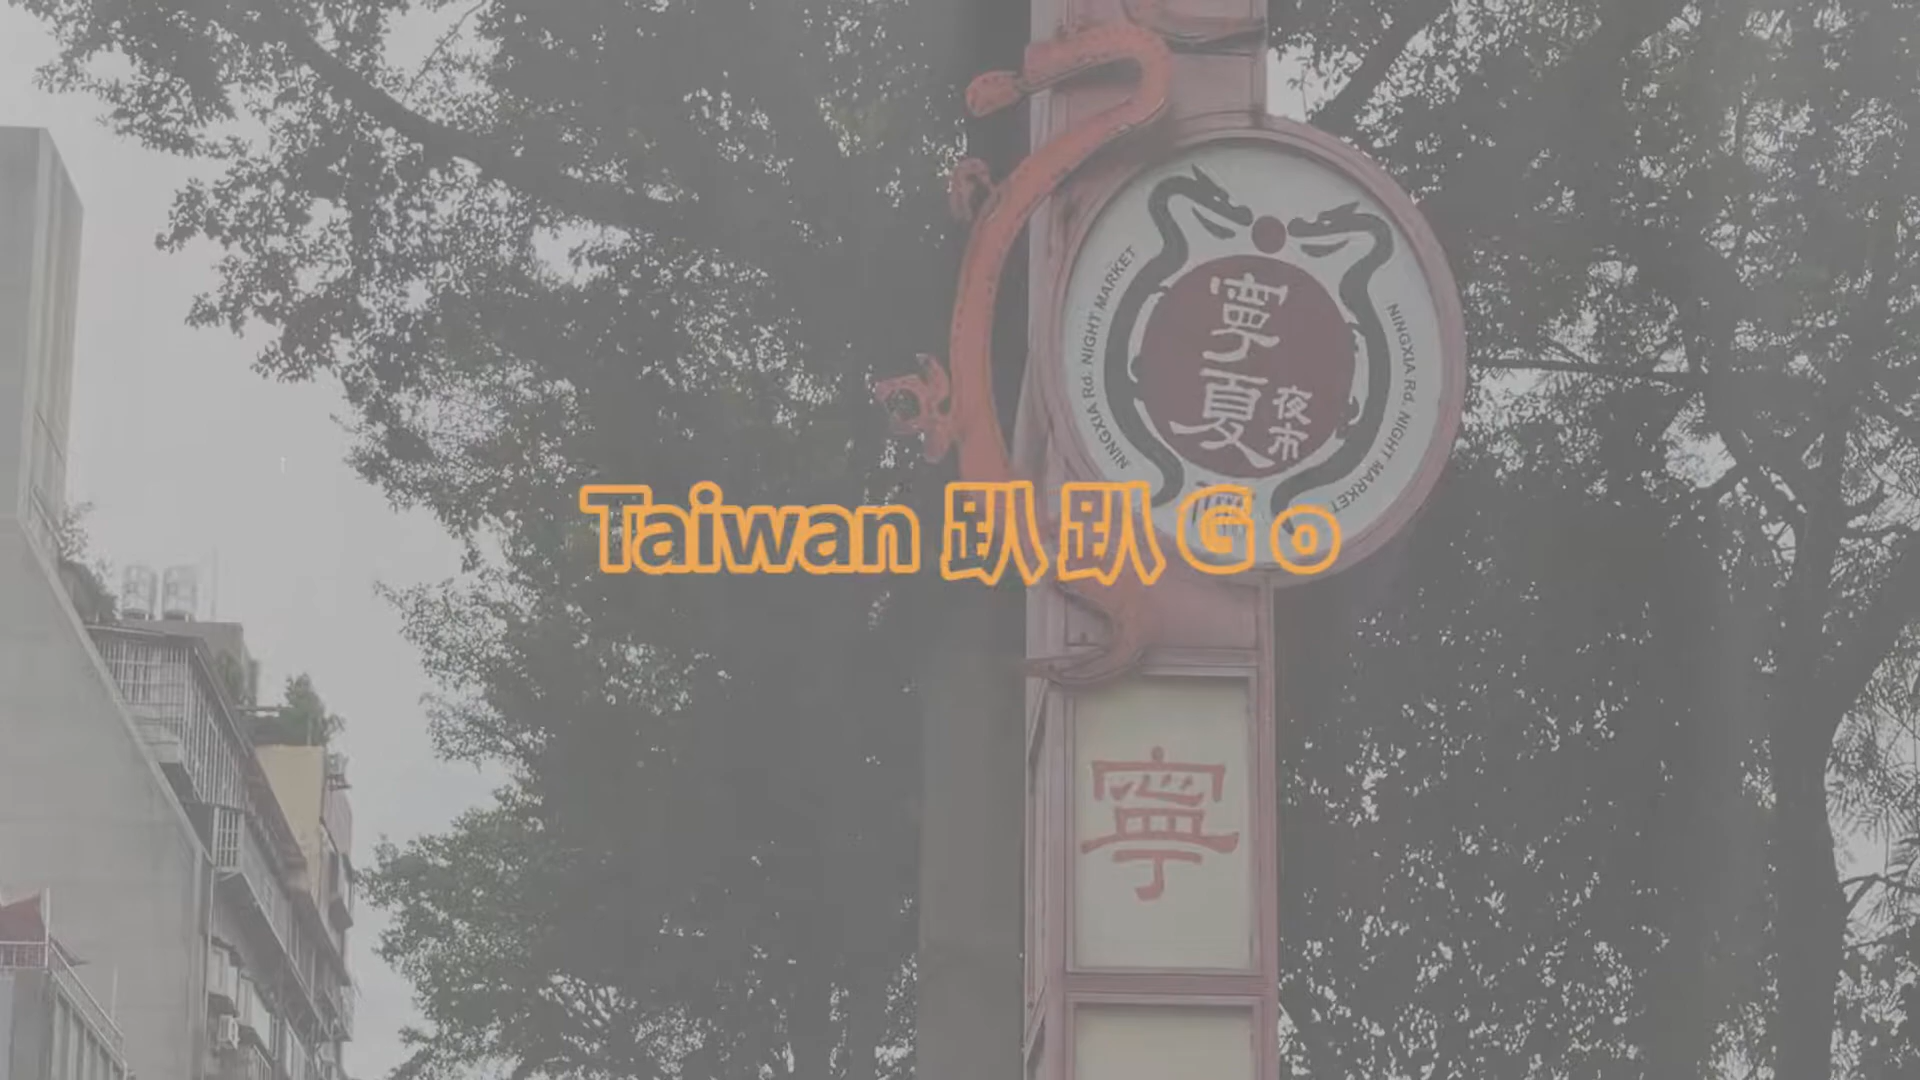 NINGXIA Rd. NIGHT MARKET
寧夏
夜市
NINGXIA Rd. NIGHT MARKET
Taiwan 趴趴Go
寧